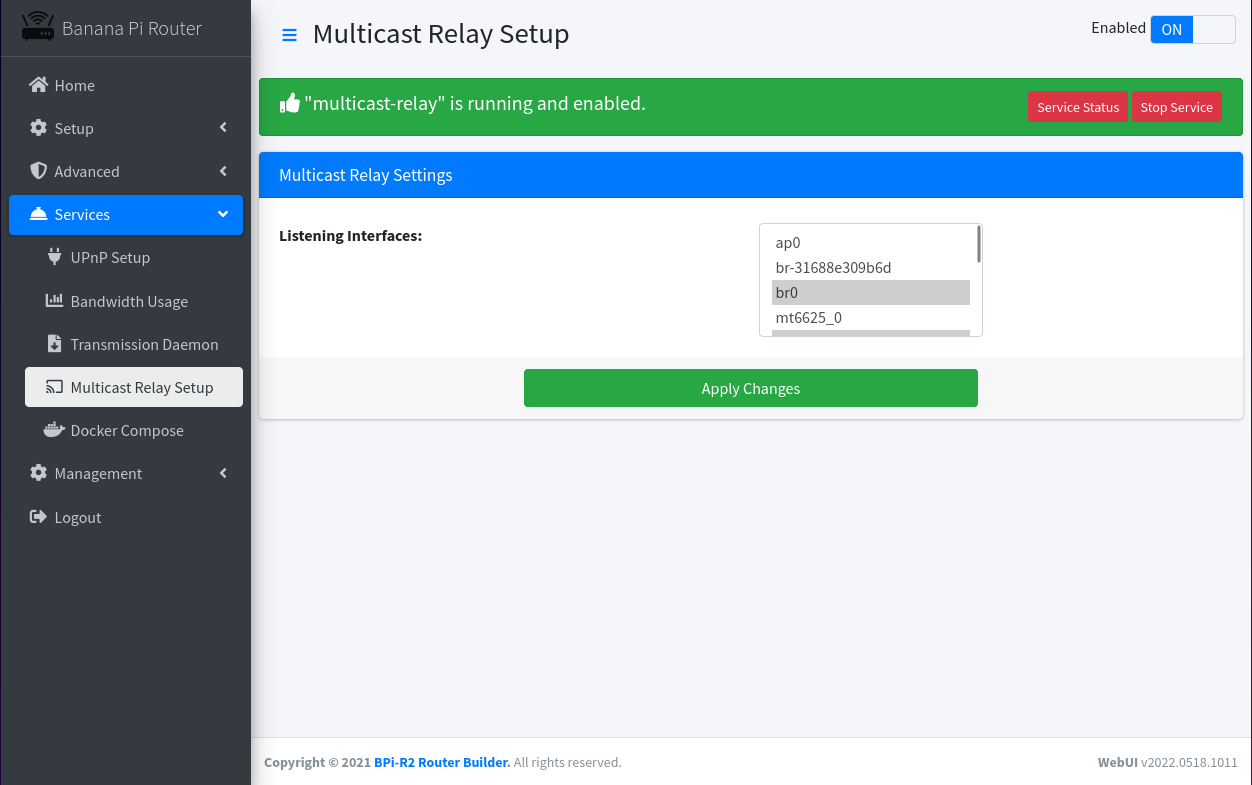 Banana Pi Router
Home
Setup
Advanced
Services
UPnP Setup
Bandwidth Usage
Transmission Daemon
Multicast Relay Setup
Docker Compose
Management
Logout
Multicast Relay Setup
Enabled ON
"multicast-relay" is running and enabled.
Service Status Stop Service
Multicast Relay Settings
Listening Interfaces:
ap0
br-31688e309b6d
br0
mt6625_0
Apply Changes
Copyright © 2021 BPi-R2 Router Builder. All rights reserved.
WebUI v2022.0518.1011